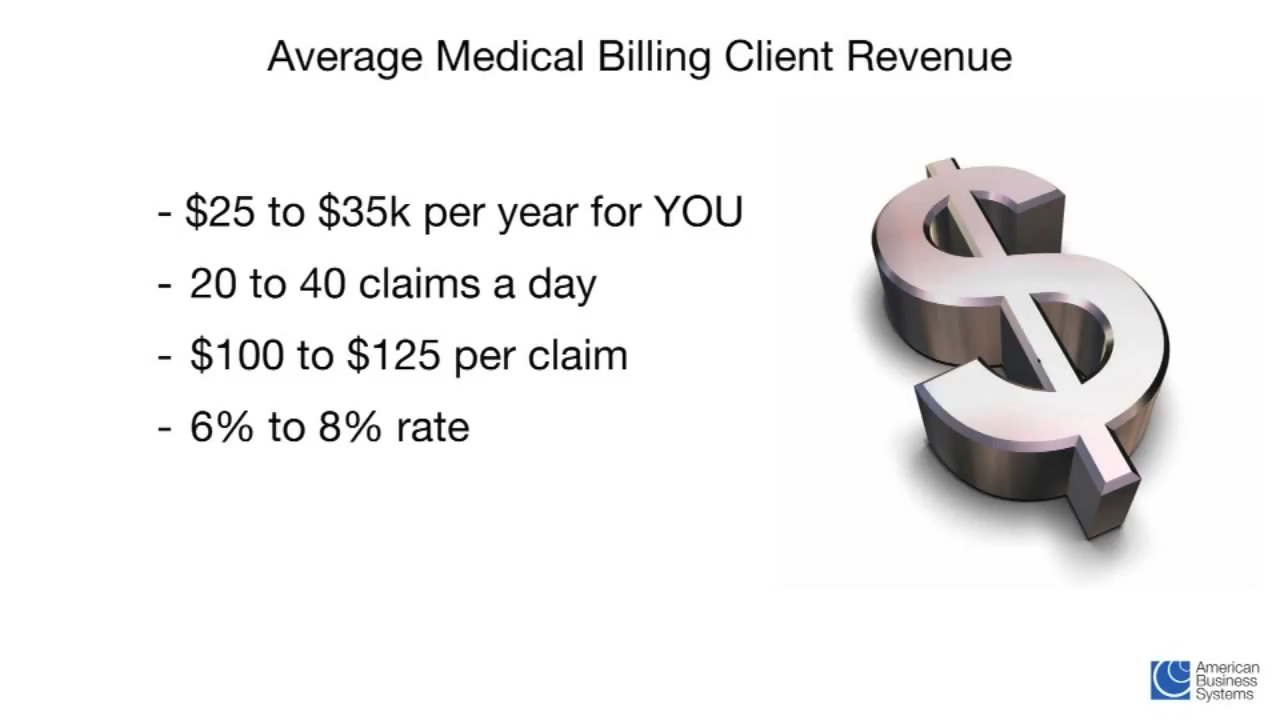 Average Medical Billing Client Revenue
- $25 to $35k per year for YOU
- 20 to 40 claims a day
- $100 to $125 per claim
- 6% to 8% rate
American
Business
Systems